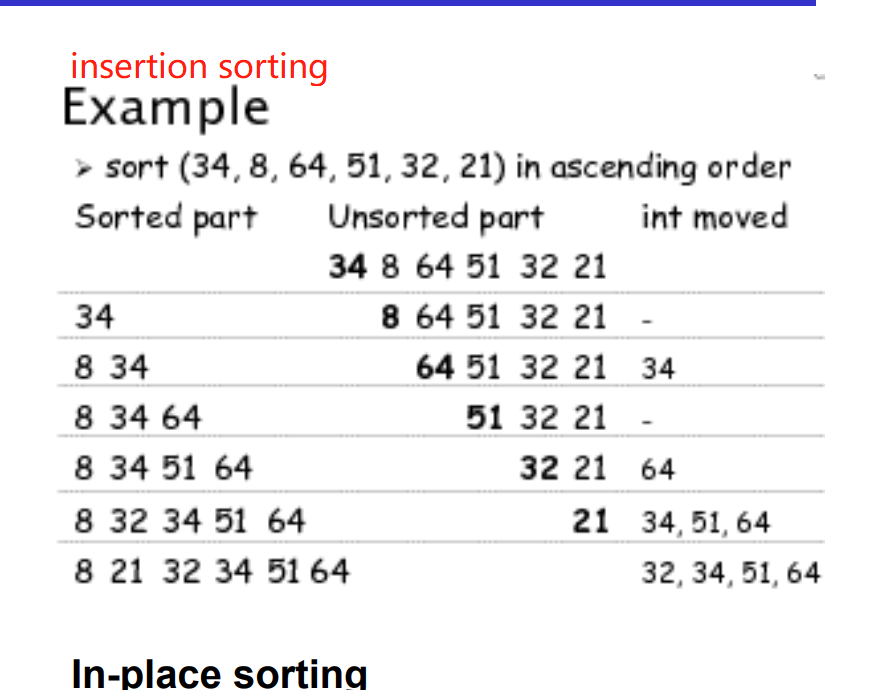 insertion sorting
Example
➢ sort (34, 8, 64, 51, 32, 21) in ascending order
Sorted part Unsorted part int moved
34 8 64 51 32 21
34 8 64 51 32 21 -
8 34 64 51 32 21 34
8 34 64 51 32 21 -
8 34 51 64 32 21 64
8 32 34 51 64 21 34, 51, 64
8 21 32 34 51 64 32, 34, 51, 64
In-place sorting